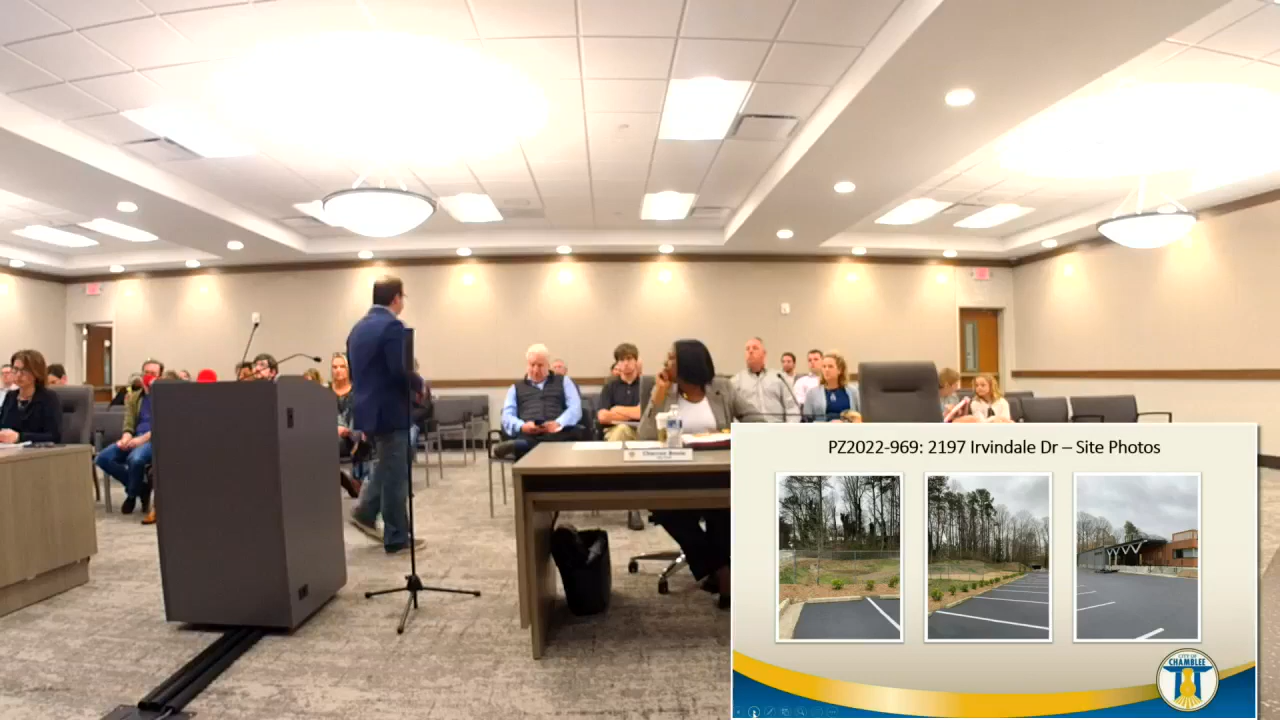 PZ2022-969: 2197 Irvindale Dr – Site Photos
CITY OF
CHAMBLEE